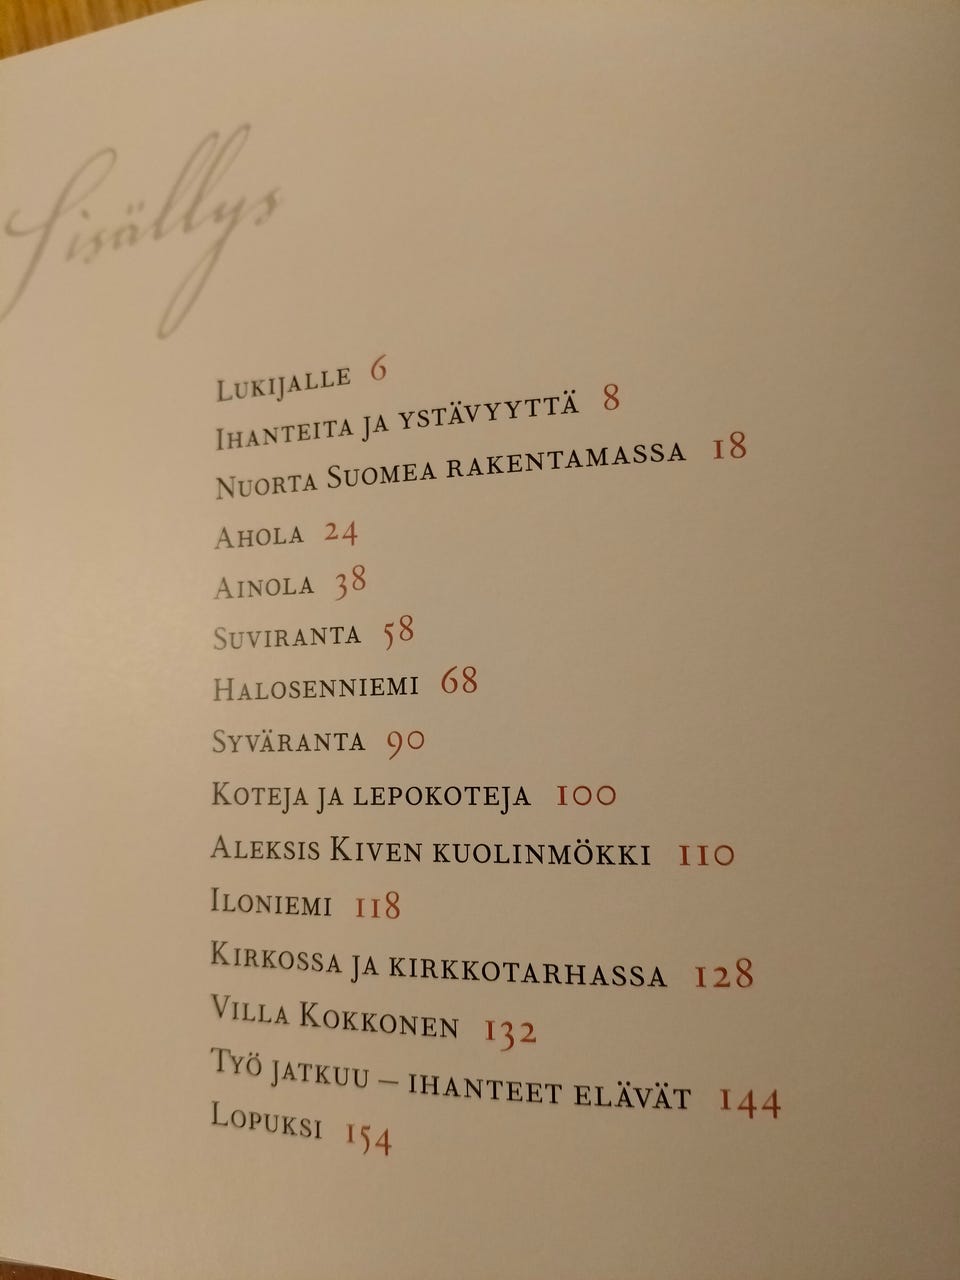 Sisällys
Lukijalle 6
Ihanteita ja ystävyyttä 8
Nuorta Suomea rakentamassa 18
Ahola 24
Ainola 38
Suviranta 58
Halosenniemi 68
Syväranta 90
Koteja ja lepokoteja 100
Aleksis Kiven kuolinmökki 110
Iloniemi 118
Kirkossa ja kirkkotarhassa 128
Villa Kokkonen 132
Työ jatkuu – ihanteet elävät 144
Lopuksi 154